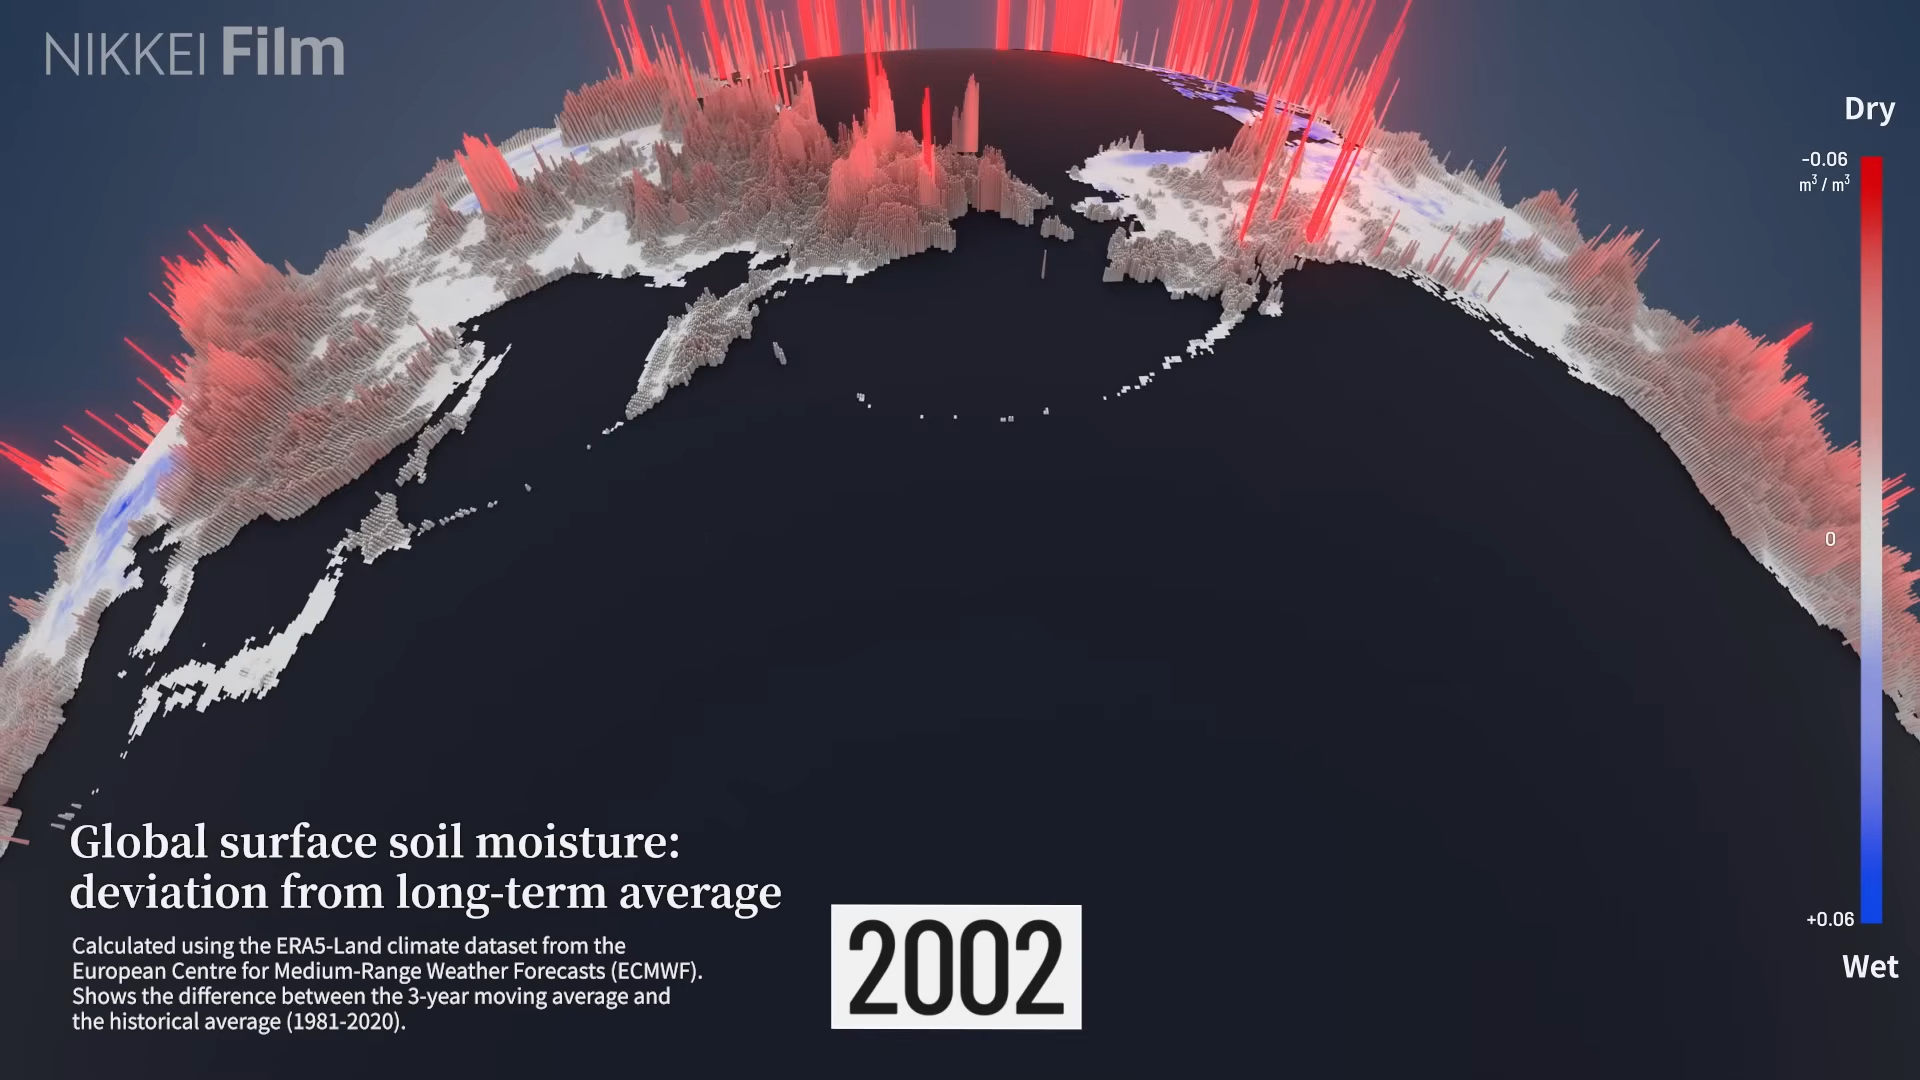 NIKKEI Film
Dry
-0.06
m³ / m³
0
+0.06
Wet
Global surface soil moisture:
deviation from long-term average
Calculated using the ERA5-Land climate dataset from the
European Centre for Medium-Range Weather Forecasts (ECMWF).
Shows the difference between the 3-year moving average and
the historical average (1981-2020).
2002